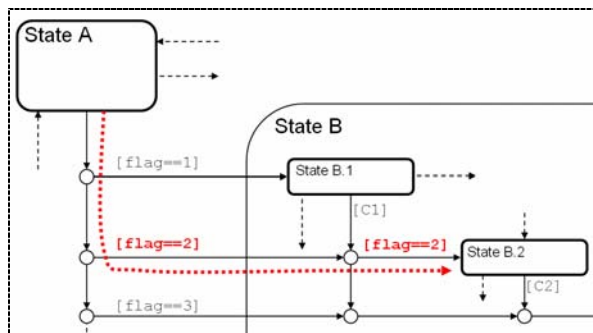 State A
State B
[flag==1]
State B.1
[C1]
[flag==2]
[flag==2]
State B.2
[C2]
[flag==3]